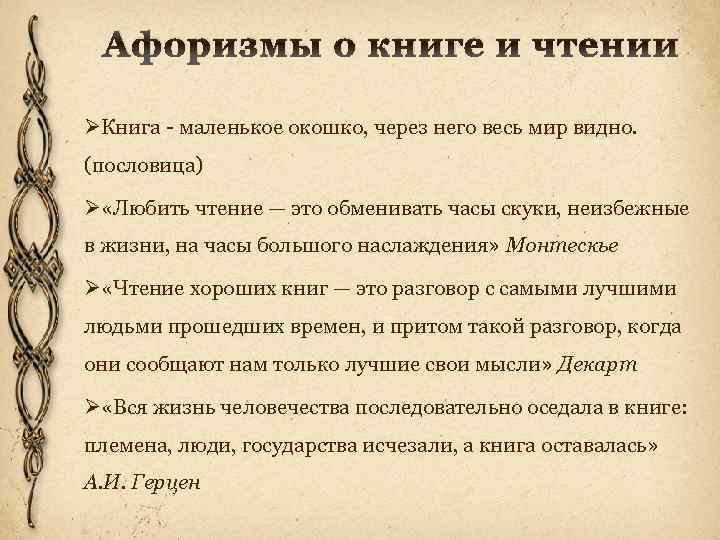 Афоризмы о книге и чтении
ØКнига - маленькое окошко, через него весь мир видно.
(пословица)
Ø«Любить чтение — это обменивать часы скуки, неизбежные
в жизни, на часы большого наслаждения» Монтескье
Ø«Чтение хороших книг — это разговор с самыми лучшими
людьми прошедших времен, и притом такой разговор, когда
они сообщают нам только лучшие свои мысли» Декарт
Ø«Вся жизнь человечества последовательно оседала в книге:
племена, люди, государства исчезали, а книга оставалась»
А.И. Герцен